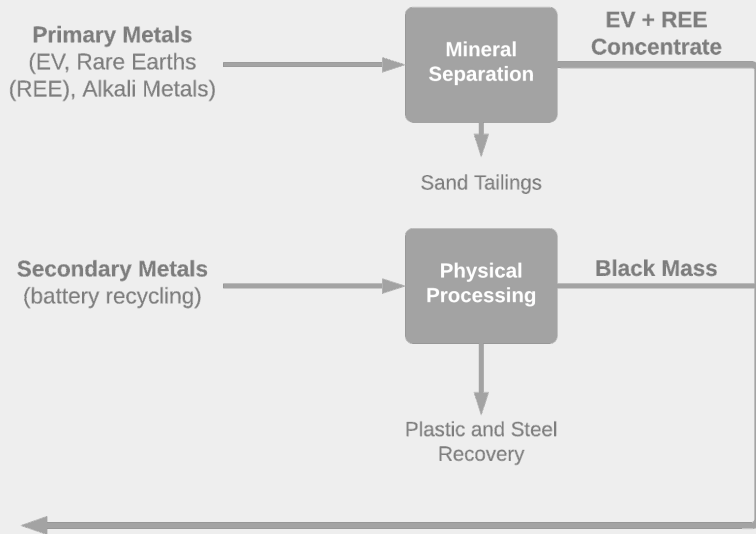 Primary Metals
(EV, Rare Earths
(REE), Alkali Metals)
Mineral
Separation
EV + REE
Concentrate
Sand Tailings
Secondary Metals
(battery recycling)
Physical
Processing
Black Mass
Plastic and Steel
Recovery